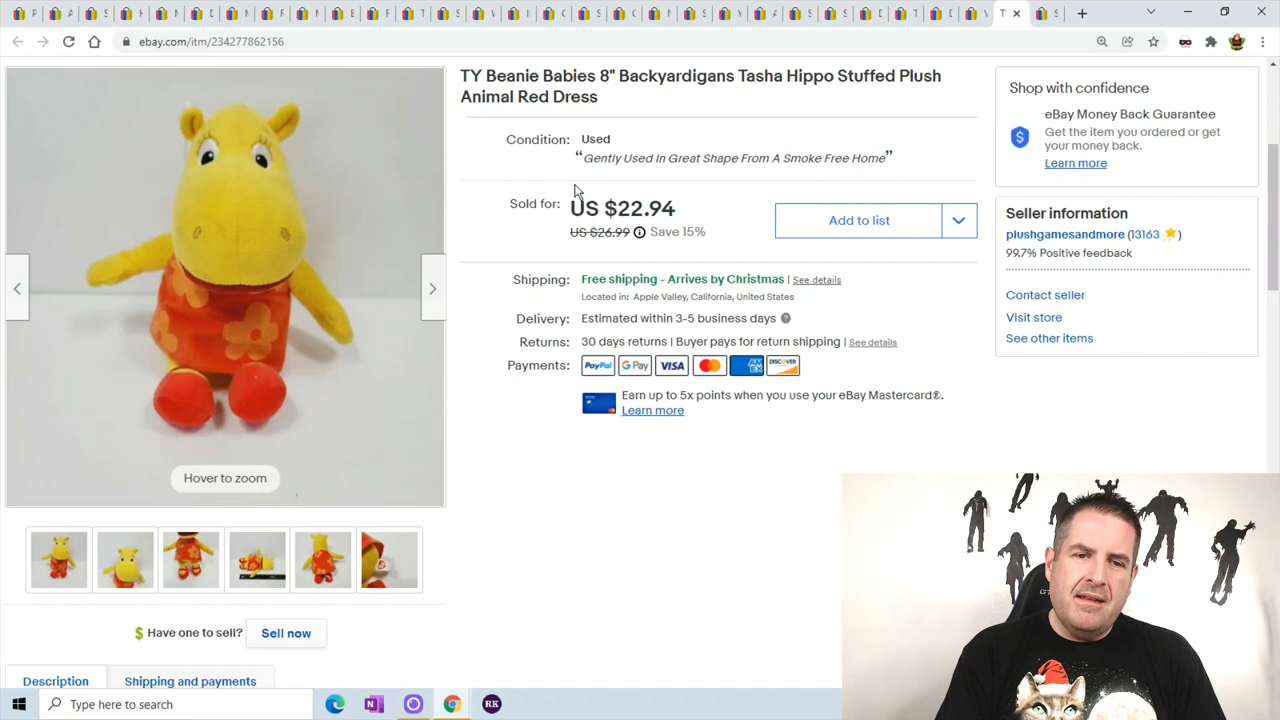 ebay.com/itm/234277862156
TY Beanie Babies 8" Backyardigans Tasha Hippo Stuffed Plush
Animal Red Dress
Condition: Used
“Gently Used In Great Shape From A Smoke Free Home”
Sold for: US $22.94
US $26.99 Save 15%
Add to list
Shipping: Free shipping - Arrives by Christmas | See details
Located in: Apple Valley, California, United States
Delivery: Estimated within 3-5 business days
Returns: 30 days returns | Buyer pays for return shipping | See details
Payments: PayPal G Pay VISA AM EX DISCOVER
Earn up to 5x points when you use your eBay Mastercard®.
Learn more
Shop with confidence
eBay Money Back Guarantee
Get the item you ordered or get
your money back.
Learn more
Seller information
plushgamesandmore (13163 )
99.7% Positive feedback
Contact seller
Visit store
See other items
Hover to zoom
Have one to sell? Sell now
Description
Shipping and payments
Type here to search
RK